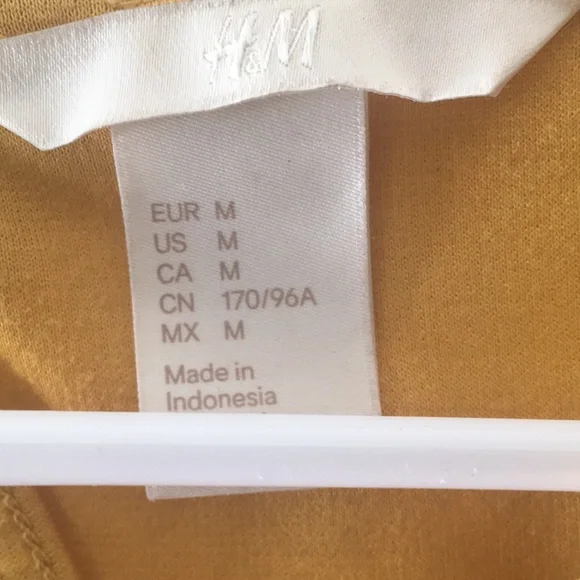 H&M
EUR M
US M
CA M
CN 170/96A
MX M
Made in
Indonesia